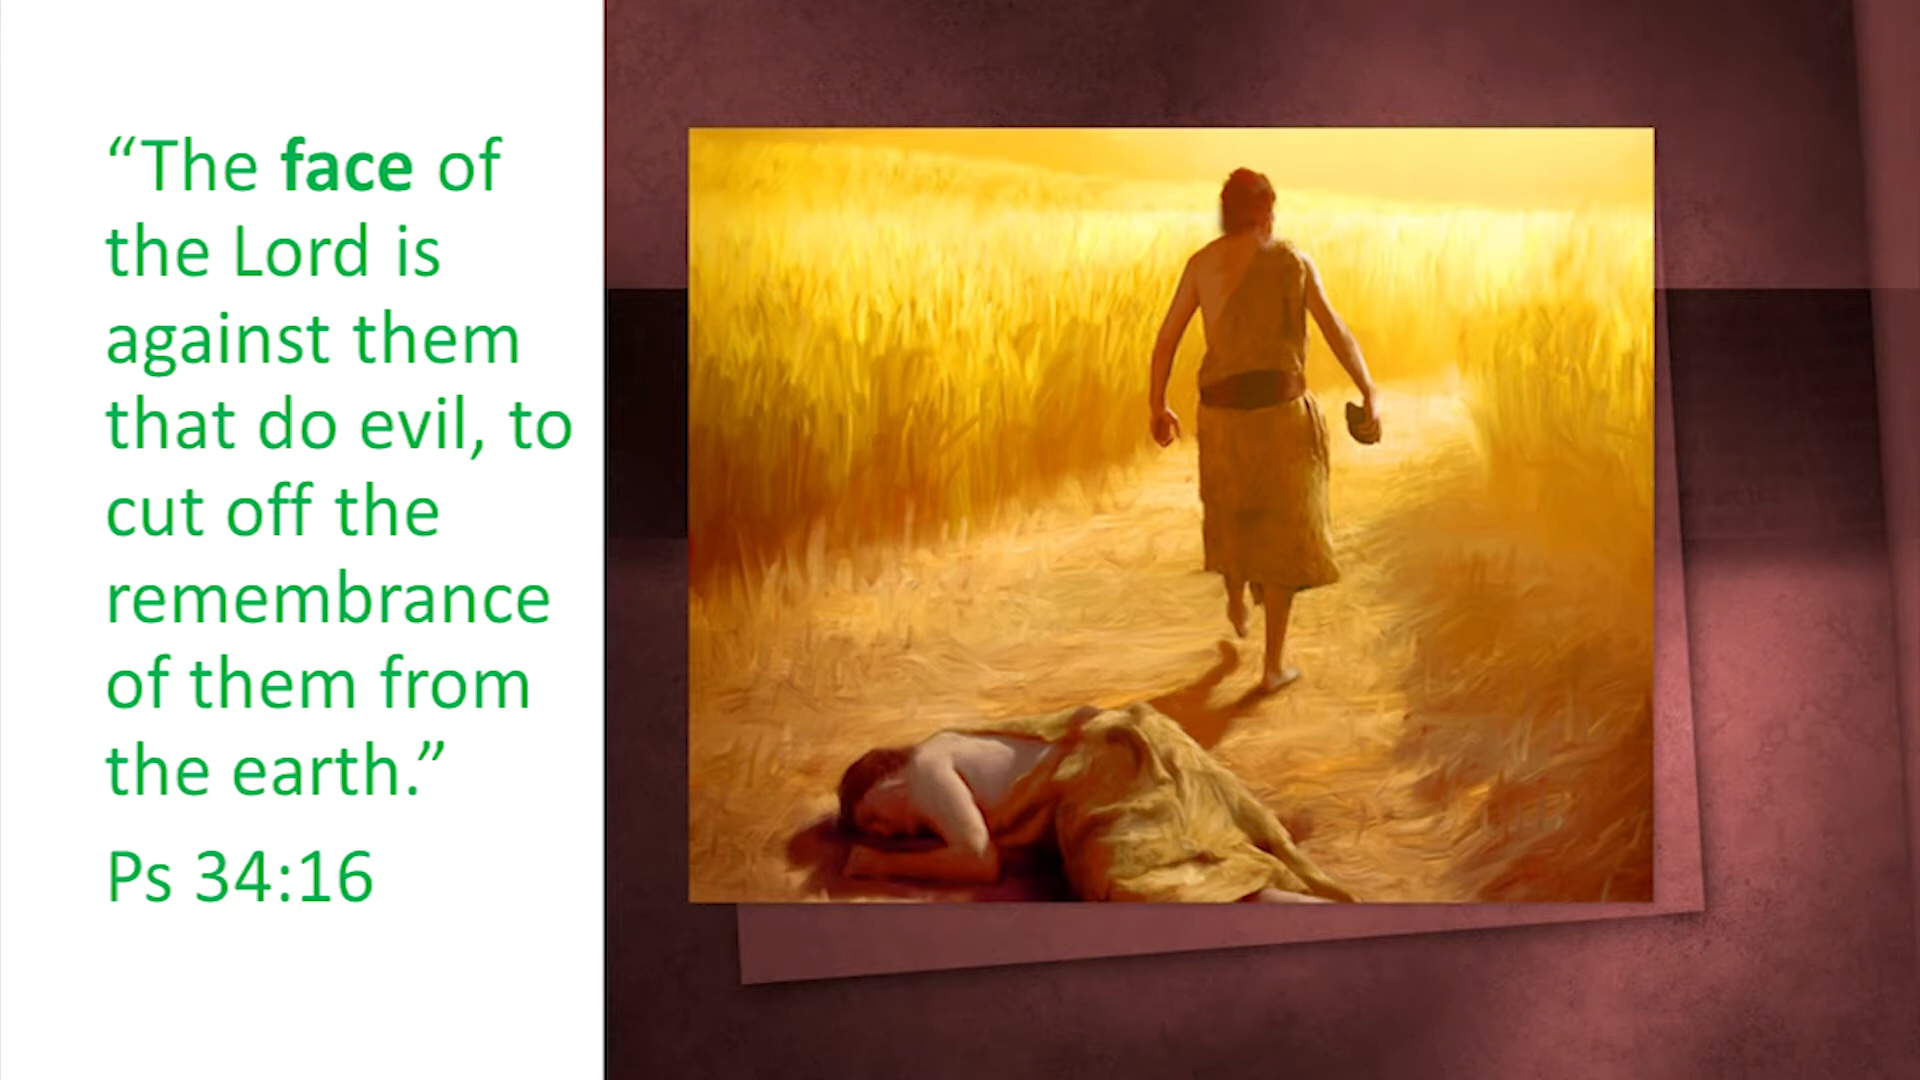 “The face of
the Lord is
against them
that do evil, to
cut off the
remembrance
of them from
the earth.”
Ps 34:16